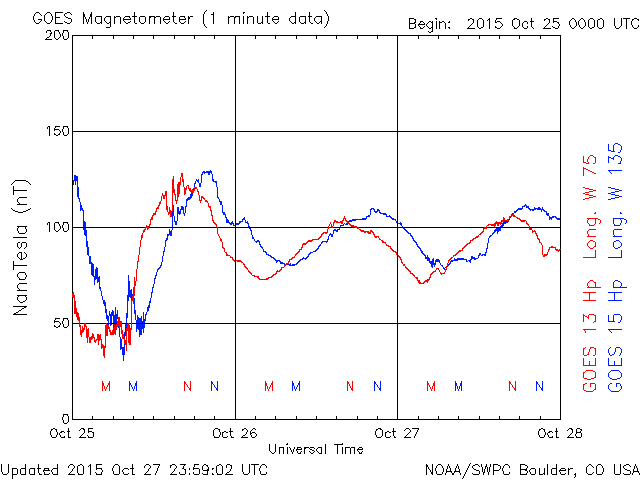 GOES Magnetometer (1 minute data)
Begin: 2015 Oct 25 0000 UTC
200
150
100
50
0
NanoTesla (nT)
M M N N M M N N M M N N
Oct 25 Oct 26 Oct 27 Oct 28
Universal Time
GOES 13 Hp Long. W 75
GOES 15 Hp Long. W 135
Updated 2015 Oct 27 23:59:02 UTC
NOAA/SWPC Boulder, CO USA